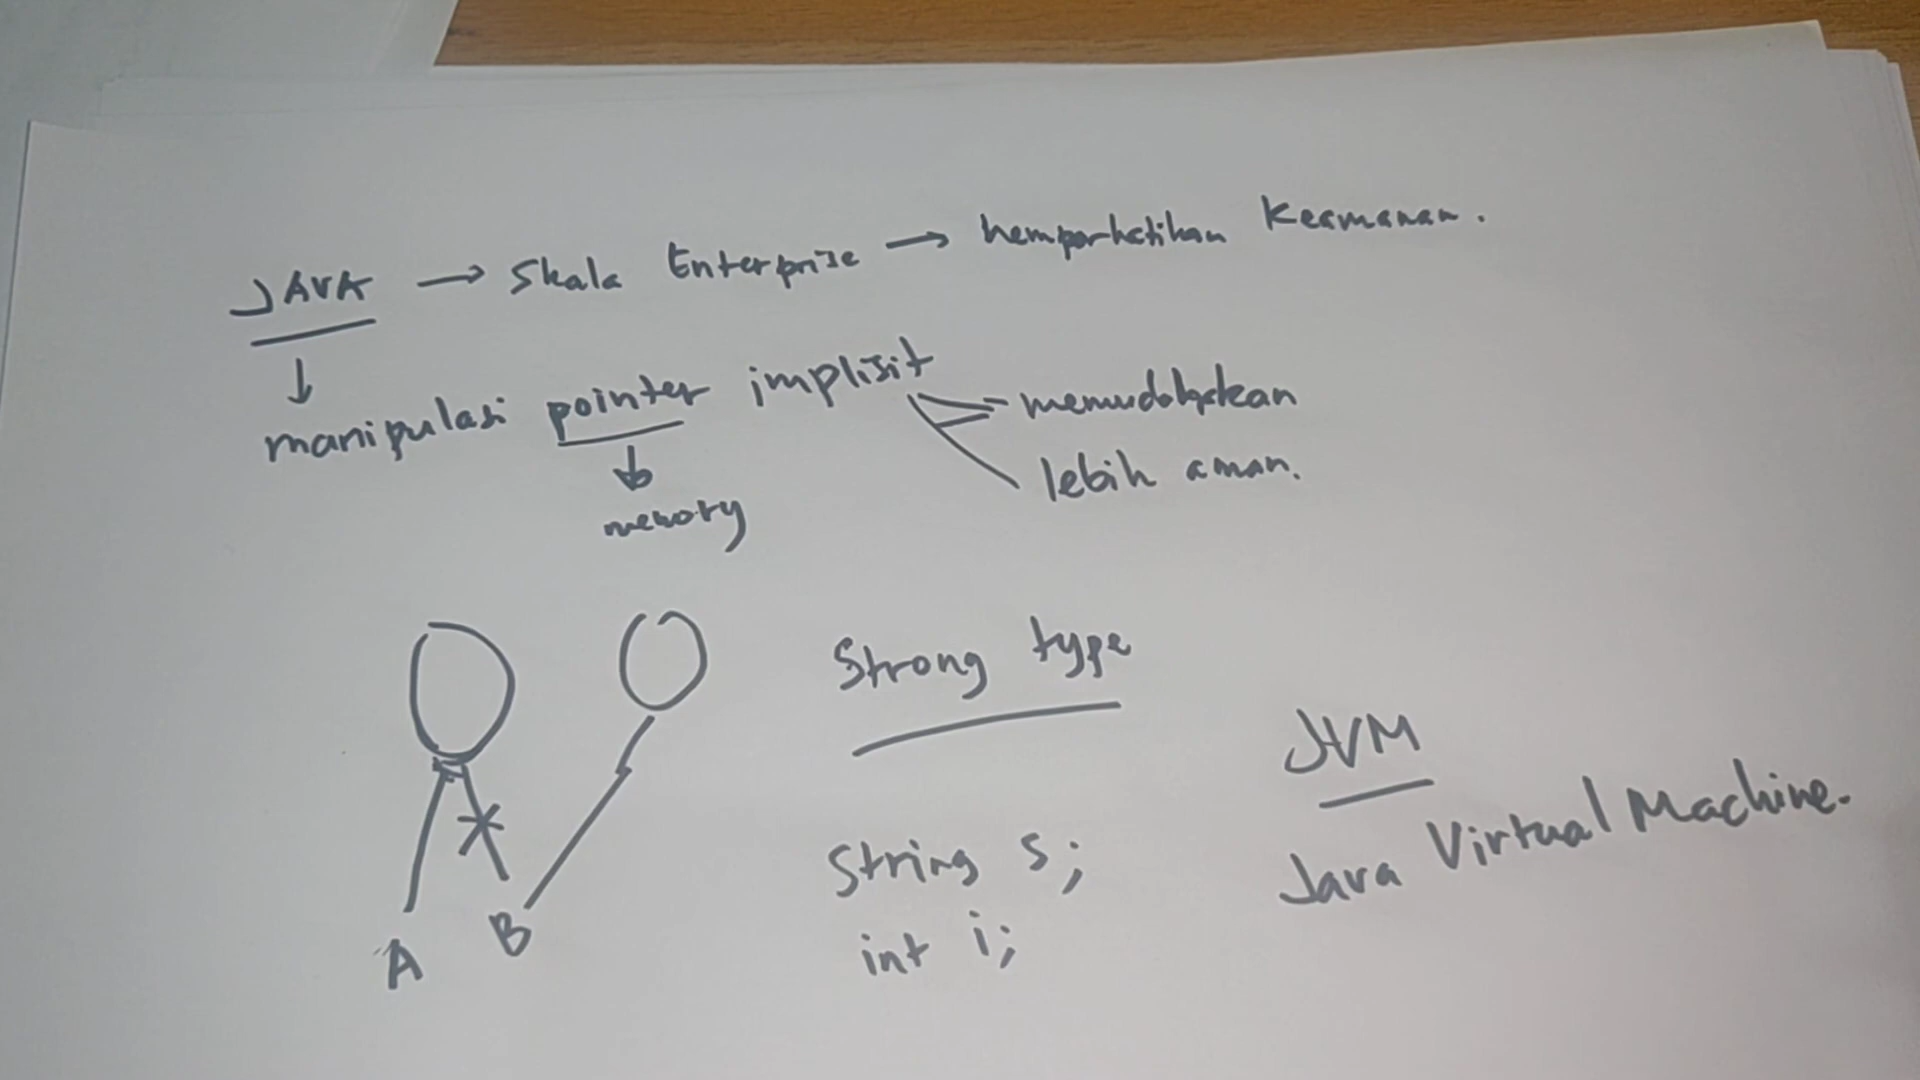 JAVA → Skala Enterprise → memperhatikan Keamanan.
↓
manipulasi pointer implisit
memudahkan
lebih aman.
↓
memory
Strong type
JVM
Java Virtual Machine.
String s;
int i;
A B